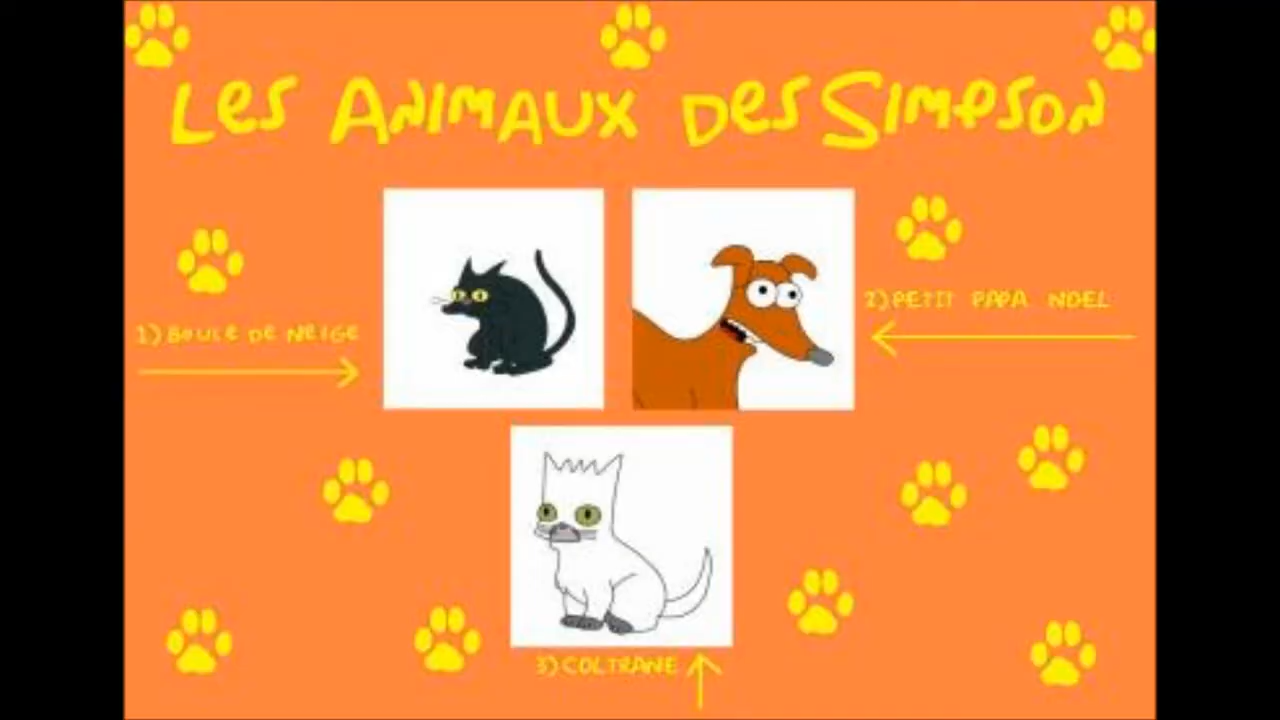 Les Animaux des Simpson
1) Boule de Neige
2) Petit Papa Noel
3) Coltrane